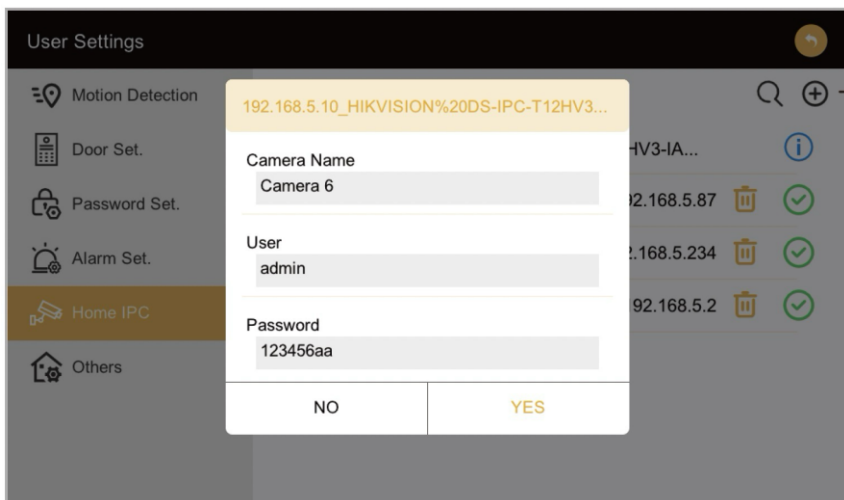 User Settings
Motion Detection
Door Set.
Password Set.
Alarm Set.
Home IPC
Others
192.168.5.10_HIKVISION%20DS-IPC-T12HV3...
Camera Name
Camera 6
User
admin
Password
123456aa
NO
YES
HV3-IA...
92.168.5.87
2.168.5.234
192.168.5.2